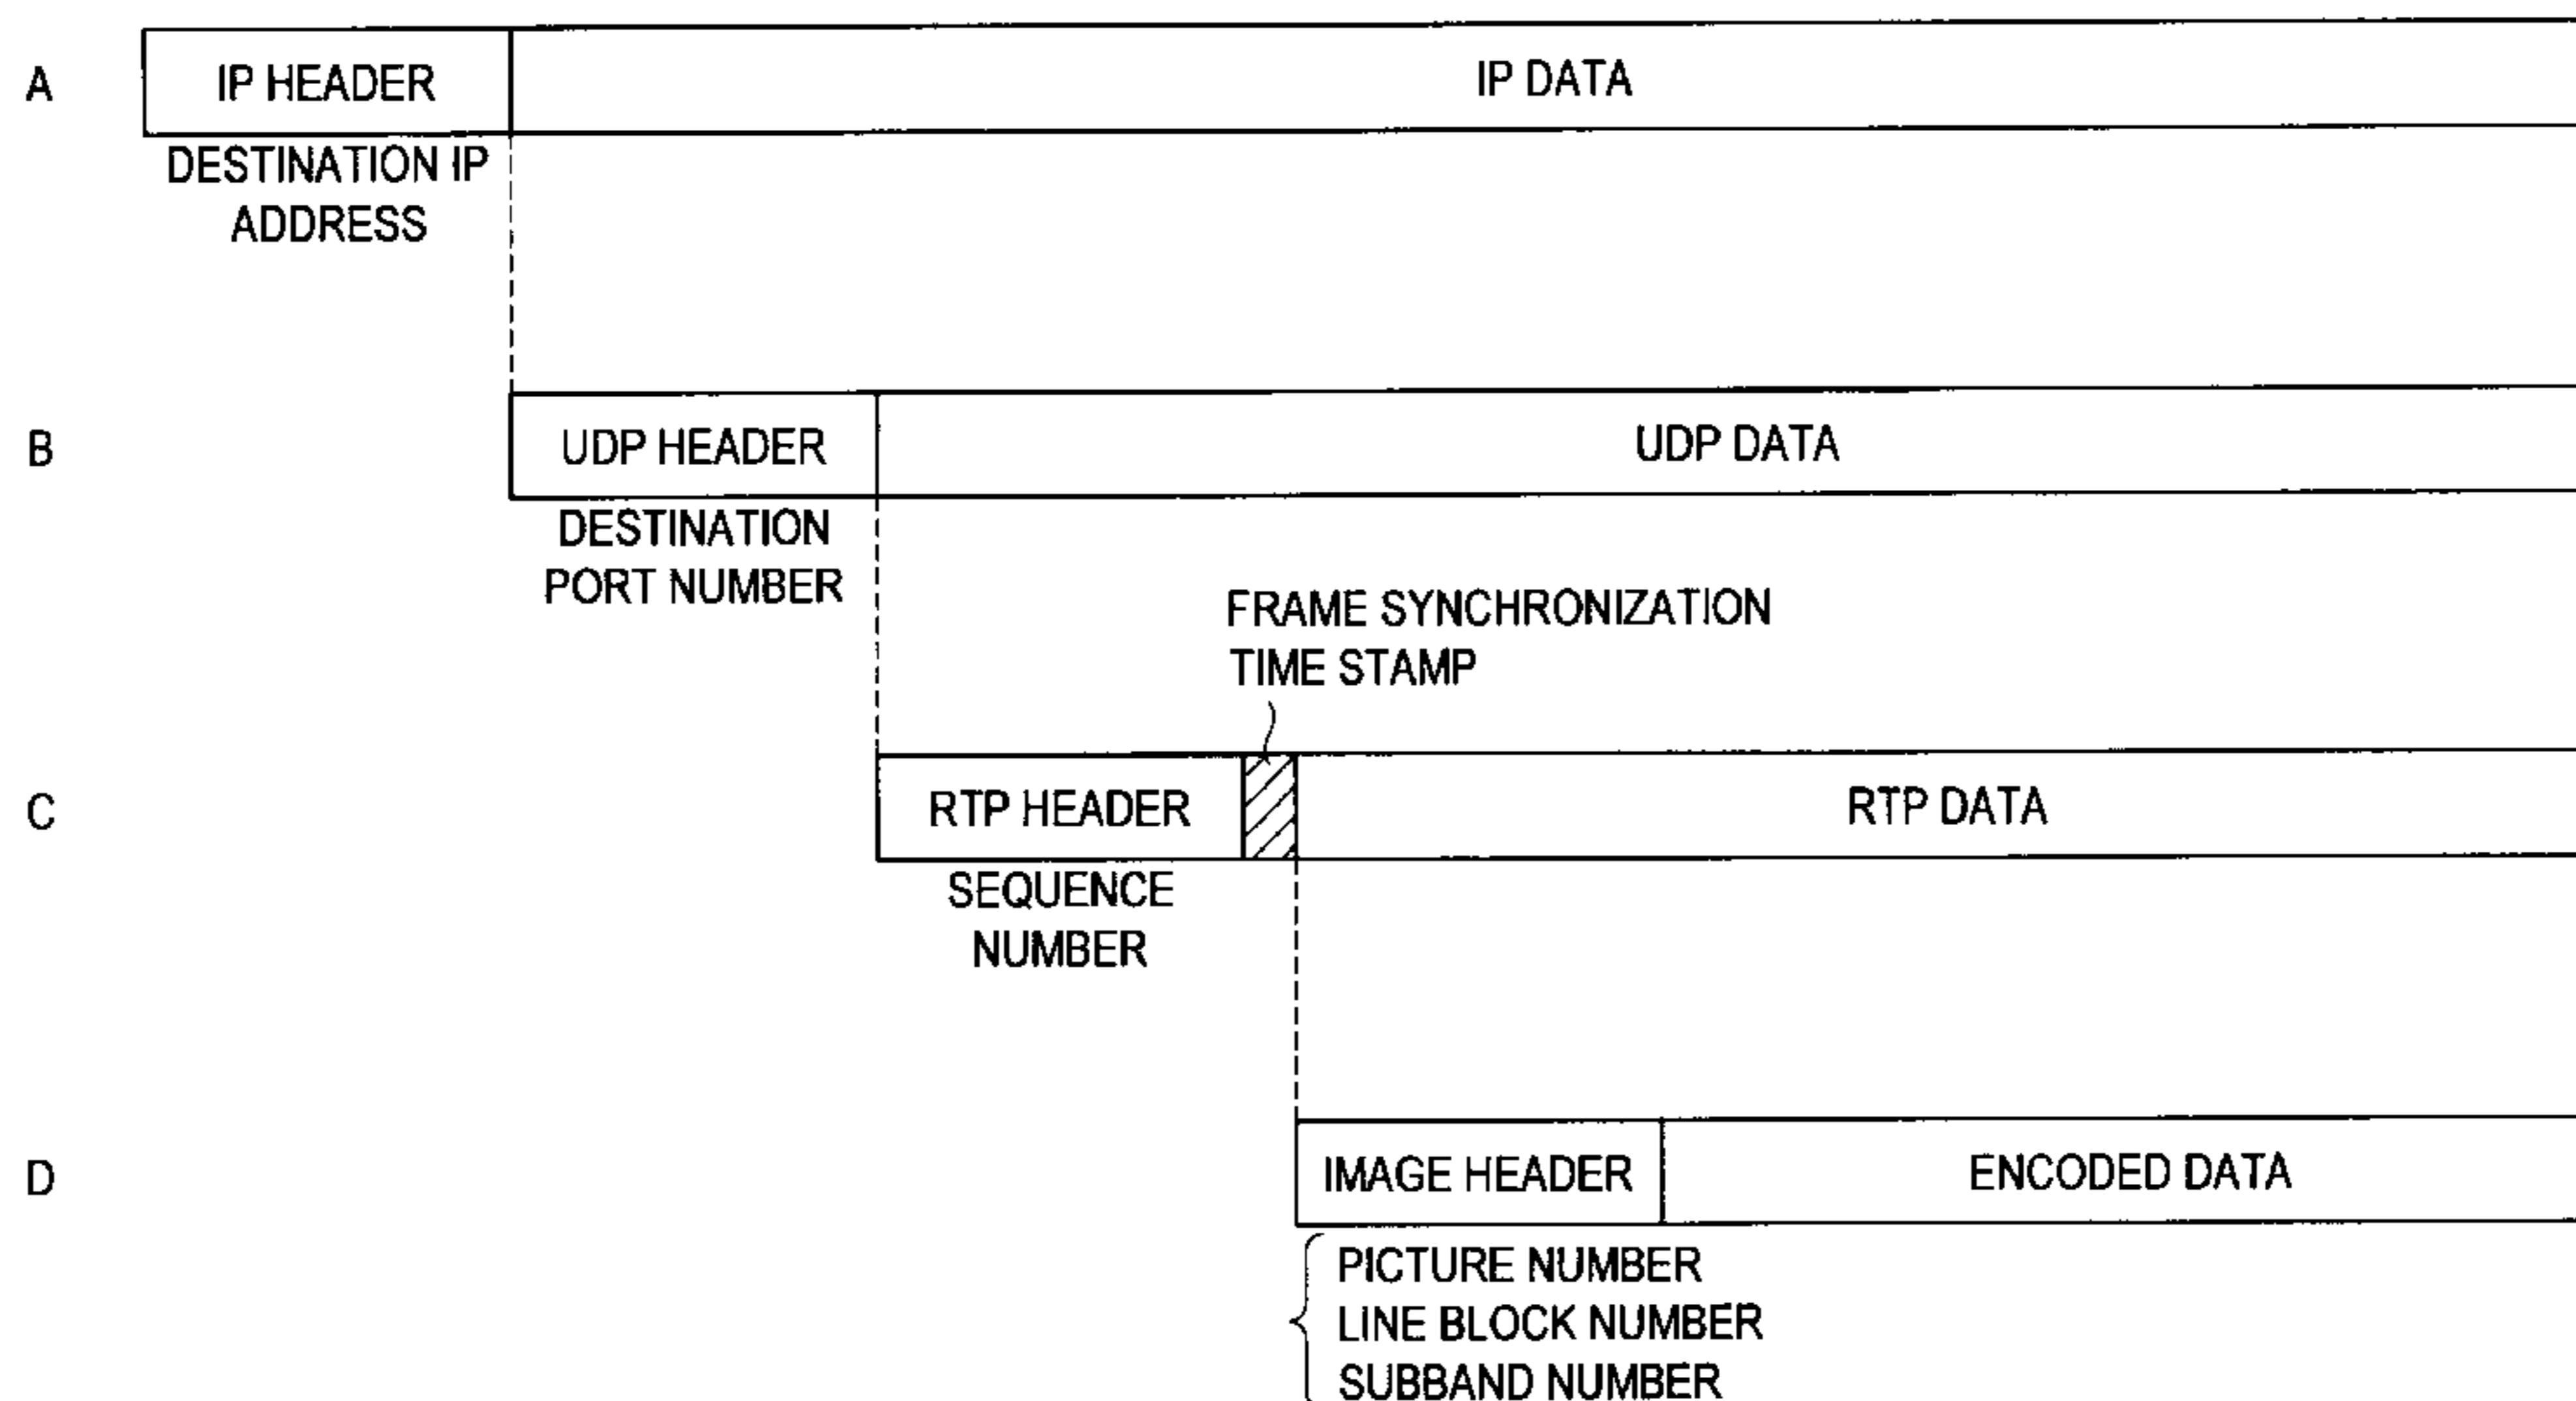 A
IP HEADER
IP DATA
DESTINATION IP
ADDRESS
B
UDP HEADER
UDP DATA
DESTINATION
PORT NUMBER
FRAME SYNCHRONIZATION
TIME STAMP
C
RTP HEADER
RTP DATA
SEQUENCE
NUMBER
D
IMAGE HEADER
ENCODED DATA
PICTURE NUMBER
LINE BLOCK NUMBER
SUBBAND NUMBER